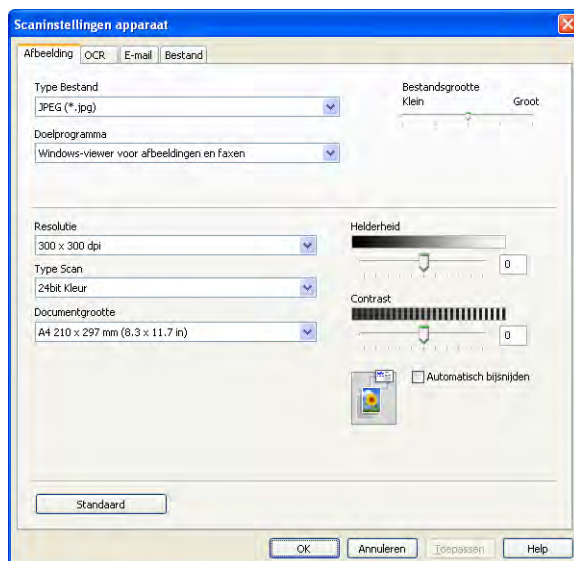 Scaninstellingen apparaat
Afbeelding OCR E-mail Bestand
Type Bestand
JPEG (*.jpg)
Bestandsgrootte
Klein Groot
Doelprogramma
Windows-viewer voor afbeeldingen en faxen
Resolutie
300 x 300 dpi
Type Scan
24bit Kleur
Documentgrootte
A4 210 x 297 mm (8.3 x 11.7 in)
Helderheid
0
Contrast
0
Automatisch bijsnijden
Standaard
OK Annuleren Toepassen Help